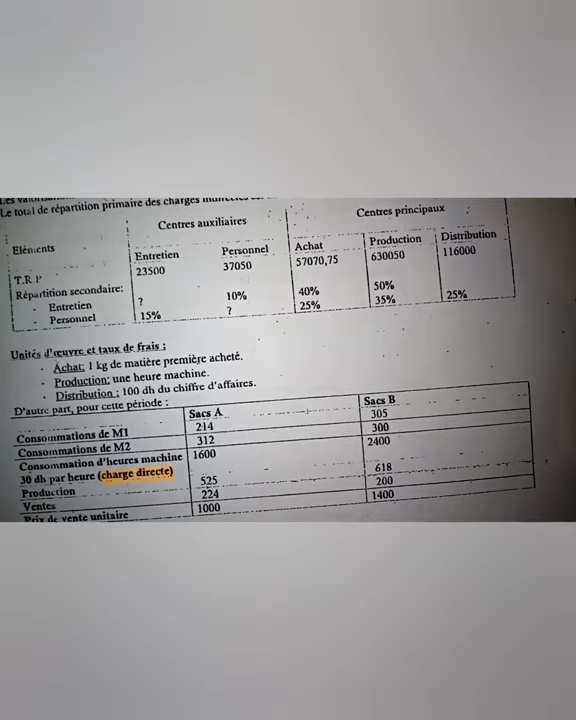 Le total de répartition primaire des charges
Centres auxiliaires Centres principaux
Eléments Entretien Personnel Achat Production Distribution
T.R P 23500 37050 57070,75 630050 116000
Répartition secondaire:
- Entretien ? 10% 40% 50%
- Personnel 15% ? 25% 35% 25%
Unités d'œuvre et taux de frais :
· Achat: 1 kg de matière première acheté.
· Production: une heure machine.
· Distribution : 100 dh du chiffre d'affaires.
D'autre part, pour cette période :
Sacs A Sacs B
Consommations de M1 214 305
Consommations de M2 312 300
Consommation d'heures machine 1600 2400
30 dh par heure (charge directe)
Production 525 618
Ventes 224 200
Prix de vente unitaire 1000 1400